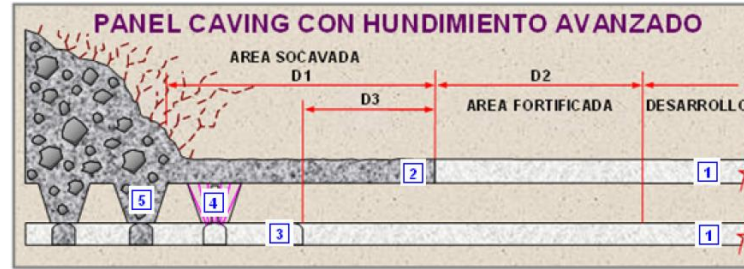 PANEL CAVING CON HUNDIMIENTO AVANZADO
AREA SOCAVADA
D1
D2
D3
AREA FORTIFICADA
DESARROLLO
2
1
5
4
3
1